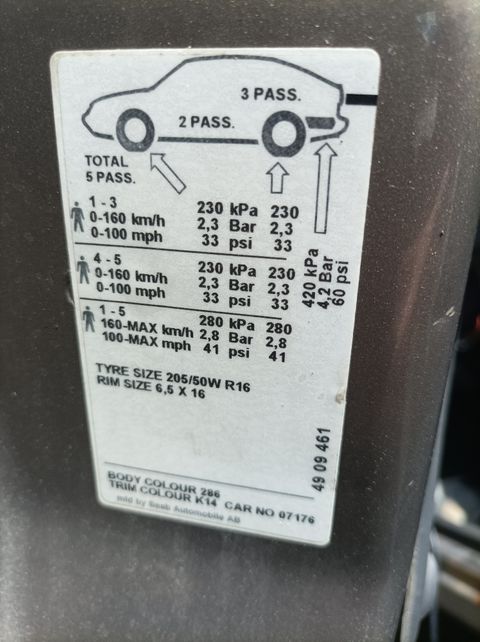 3 PASS.
2 PASS.
TOTAL
5 PASS.
1 - 3
0-160 km/h
0-100 mph
230 kPa 230
2,3 Bar 2,3
33 psi 33
4 - 5
0-160 km/h
0-100 mph
230 kPa 230
2,3 Bar 2,3
33 psi 33
1 - 5
160-MAX km/h
100-MAX mph
280 kPa 280
2,8 Bar 2,8
41 psi 41
420 kPa
4,2 Bar
60 psi
TYRE SIZE 205/50W R16
RIM SIZE 6,5 X 16
49 09 461
BODY COLOUR 286
TRIM COLOUR K14 CAR NO 07176
mfd by Saab Automobile AB